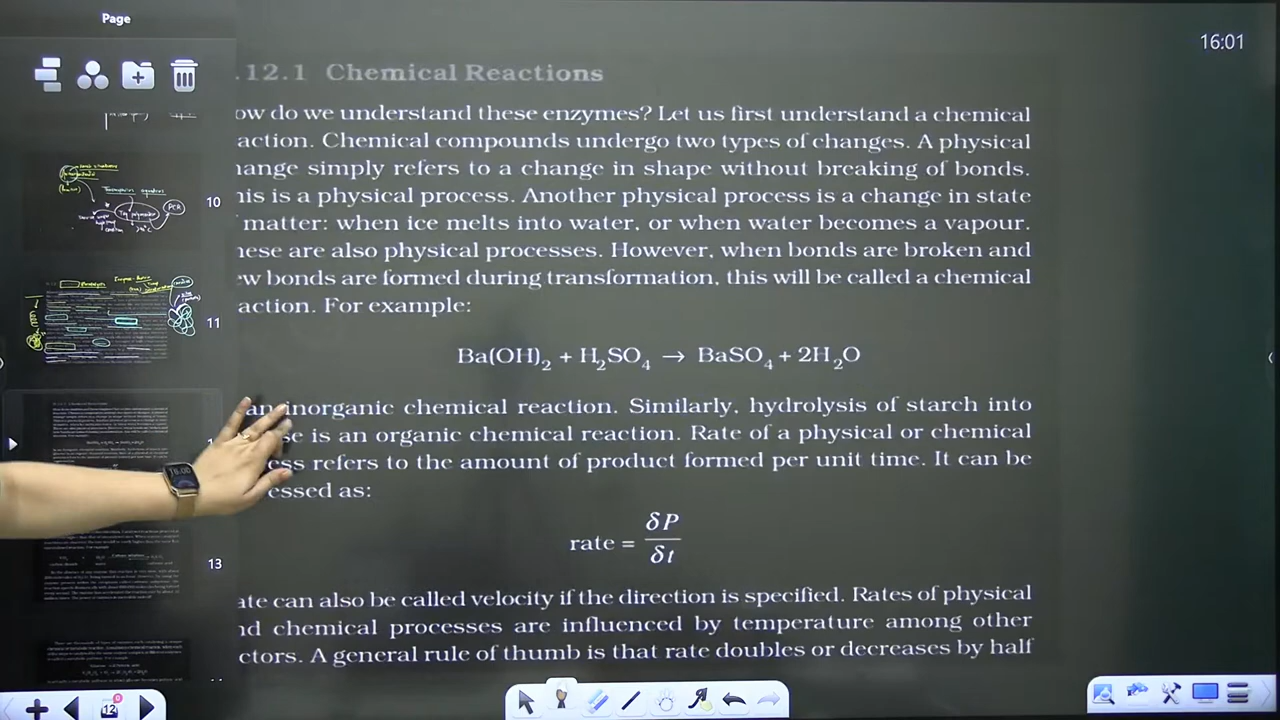 Page
16:01
.12.1 Chemical Reactions
ow do we understand these enzymes? Let us first understand a chemical
action. Chemical compounds undergo two types of changes. A physical
hange simply refers to a change in shape without breaking of bonds.
his is a physical process. Another physical process is a change in state
matter: when ice melts into water, or when water becomes a vapour.
hese are also physical processes. However, when bonds are broken and
ew bonds are formed during transformation, this will be called a chemical
action. For example:
Ba(OH)₂ + H₂SO₄ → BaSO₄ + 2H₂O
an inorganic chemical reaction. Similarly, hydrolysis of starch into
se is an organic chemical reaction. Rate of a physical or chemical
ess refers to the amount of product formed per unit time. It can be
essed as:
rate = δP/δt
ate can also be called velocity if the direction is specified. Rates of physical
nd chemical processes are influenced by temperature among other
ctors. A general rule of thumb is that rate doubles or decreases by half
10
PCR
Taq polymerase
11
13
12